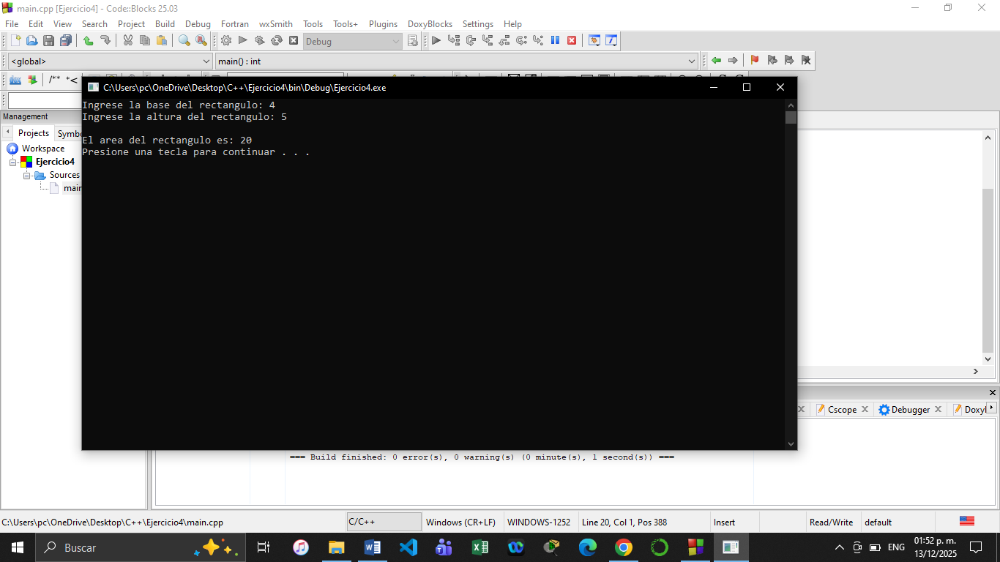 main.cpp [Ejercicio4] - Code::Blocks 25.03
File Edit View Search Project Build Debug Fortran wxSmith Tools Tools+ Plugins DoxyBlocks Settings Help
Debug
<global> main() : int
/** *<
C:\Users\pc\OneDrive\Desktop\C++\Ejercicio4\bin\Debug\Ejercicio4.exe
Ingrese la base del rectangulo: 4
Ingrese la altura del rectangulo: 5
El area del rectangulo es: 20
Presione una tecla para continuar . . .
Management
Projects Symbo
Workspace
Ejercicio4
Sources
main
Cscope Debugger Doxyl
=== Build finished: 0 error(s), 0 warning(s) (0 minute(s), 1 second(s)) ===
C:\Users\pc\OneDrive\Desktop\C++\Ejercicio4\main.cpp C/C++ Windows (CR+LF) WINDOWS-1252 Line 20, Col 1, Pos 388 Insert Read/Write default
Buscar
ENG
01:52 p. m.
13/12/2025